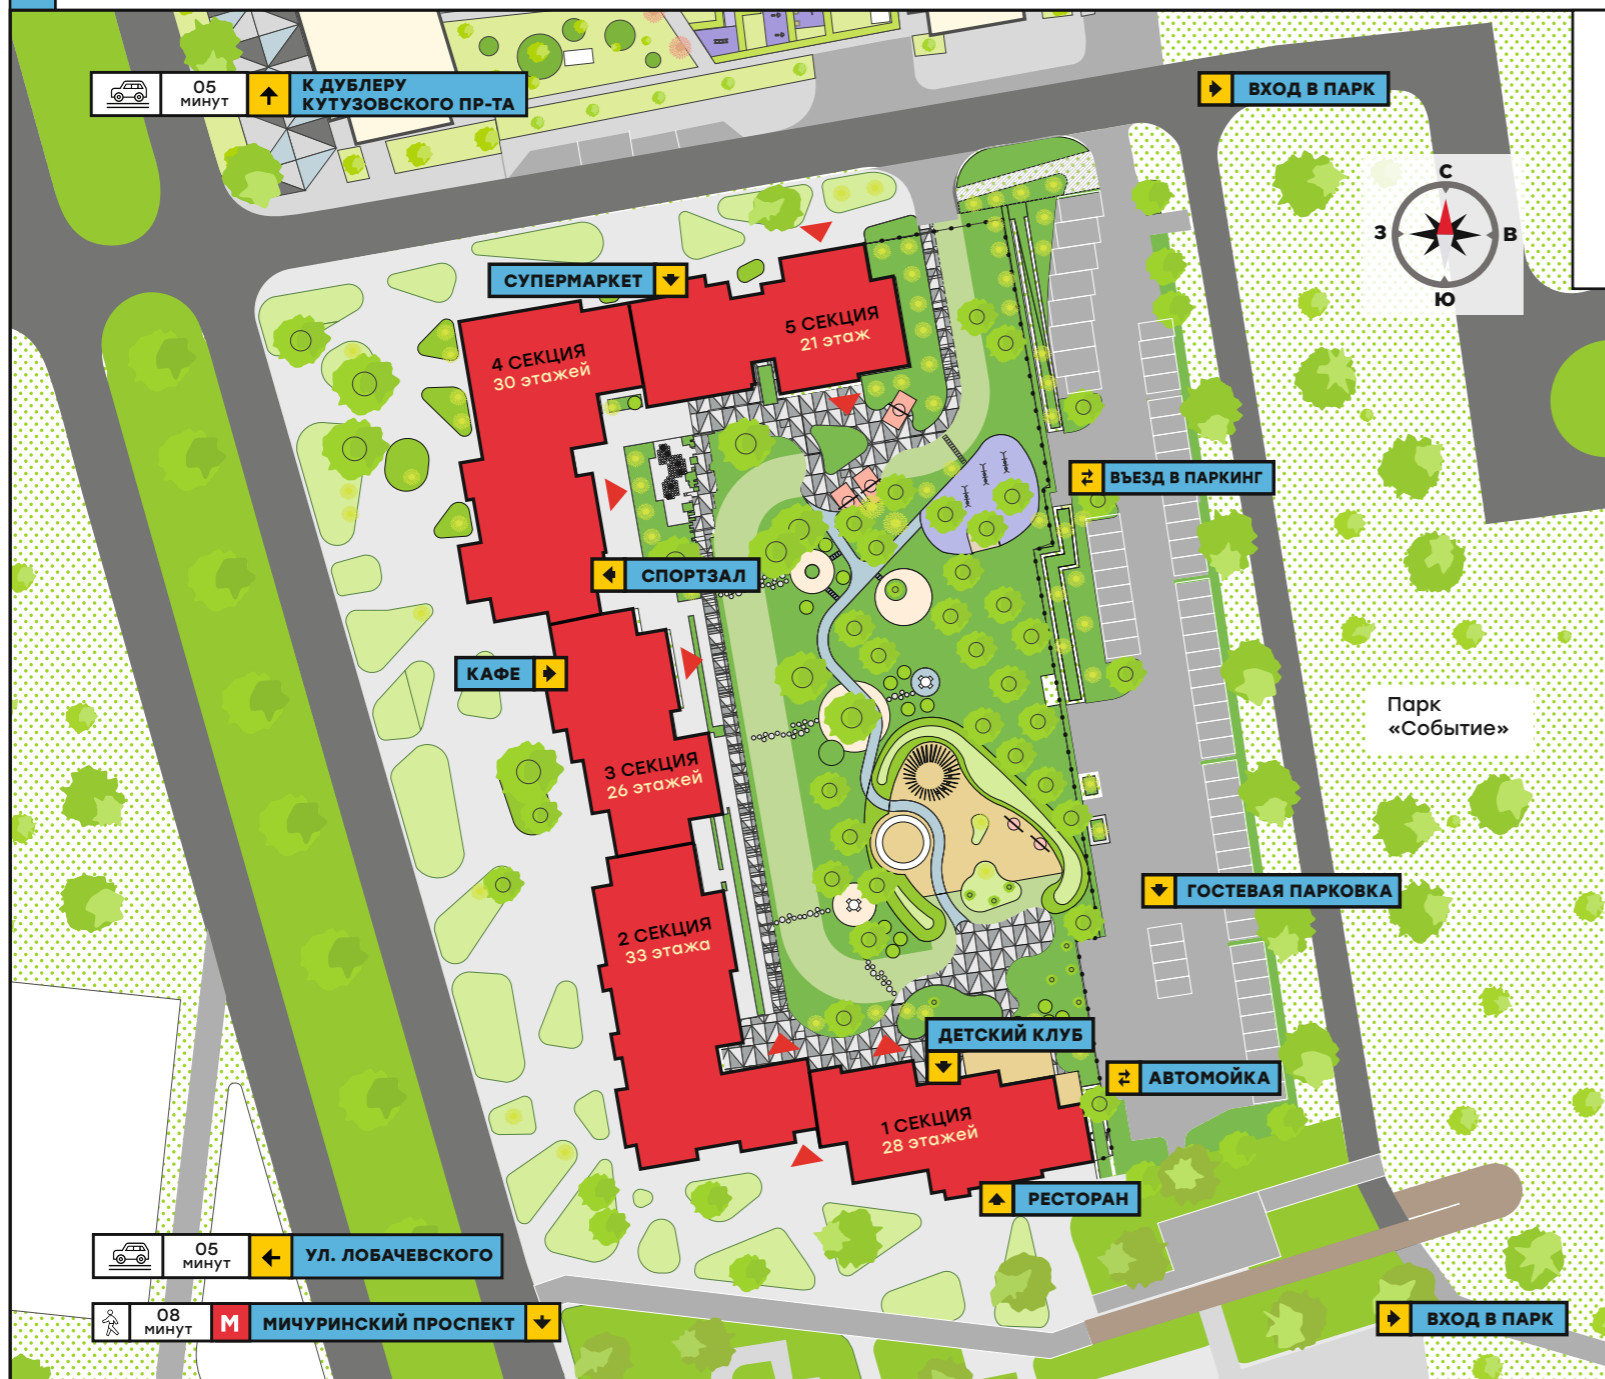 05
минут
К ДУБЛЕРУ
КУТУЗОВСКОГО ПР-ТА
ВХОД В ПАРК
С
З
В
Ю
СУПЕРМАРКЕТ
5 СЕКЦИЯ
21 этаж
4 СЕКЦИЯ
30 этажей
ВЪЕЗД В ПАРКИНГ
СПОРТЗАЛ
КАФЕ
Парк
«Событие»
3 СЕКЦИЯ
26 этажей
ГОСТЕВАЯ ПАРКОВКА
2 СЕКЦИЯ
33 этажа
ДЕТСКИЙ КЛУБ
АВТОМОЙКА
1 СЕКЦИЯ
28 этажей
РЕСТОРАН
05
минут
УЛ. ЛОБАЧЕВСКОГО
08
минут
М
МИЧУРИНСКИЙ ПРОСПЕКТ
ВХОД В ПАРК